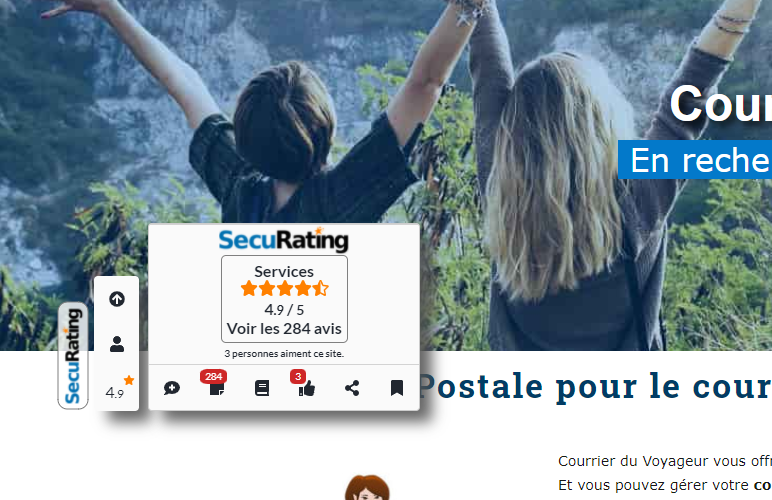 Cour
En reche
SecuRating
Services
4.9 / 5
Voir les 284 avis
3 personnes aiment ce site.
284
3
SecuRating
4.9
Postale pour le cour
Courrier du Voyageur vous offr
Et vous pouvez gérer votre co